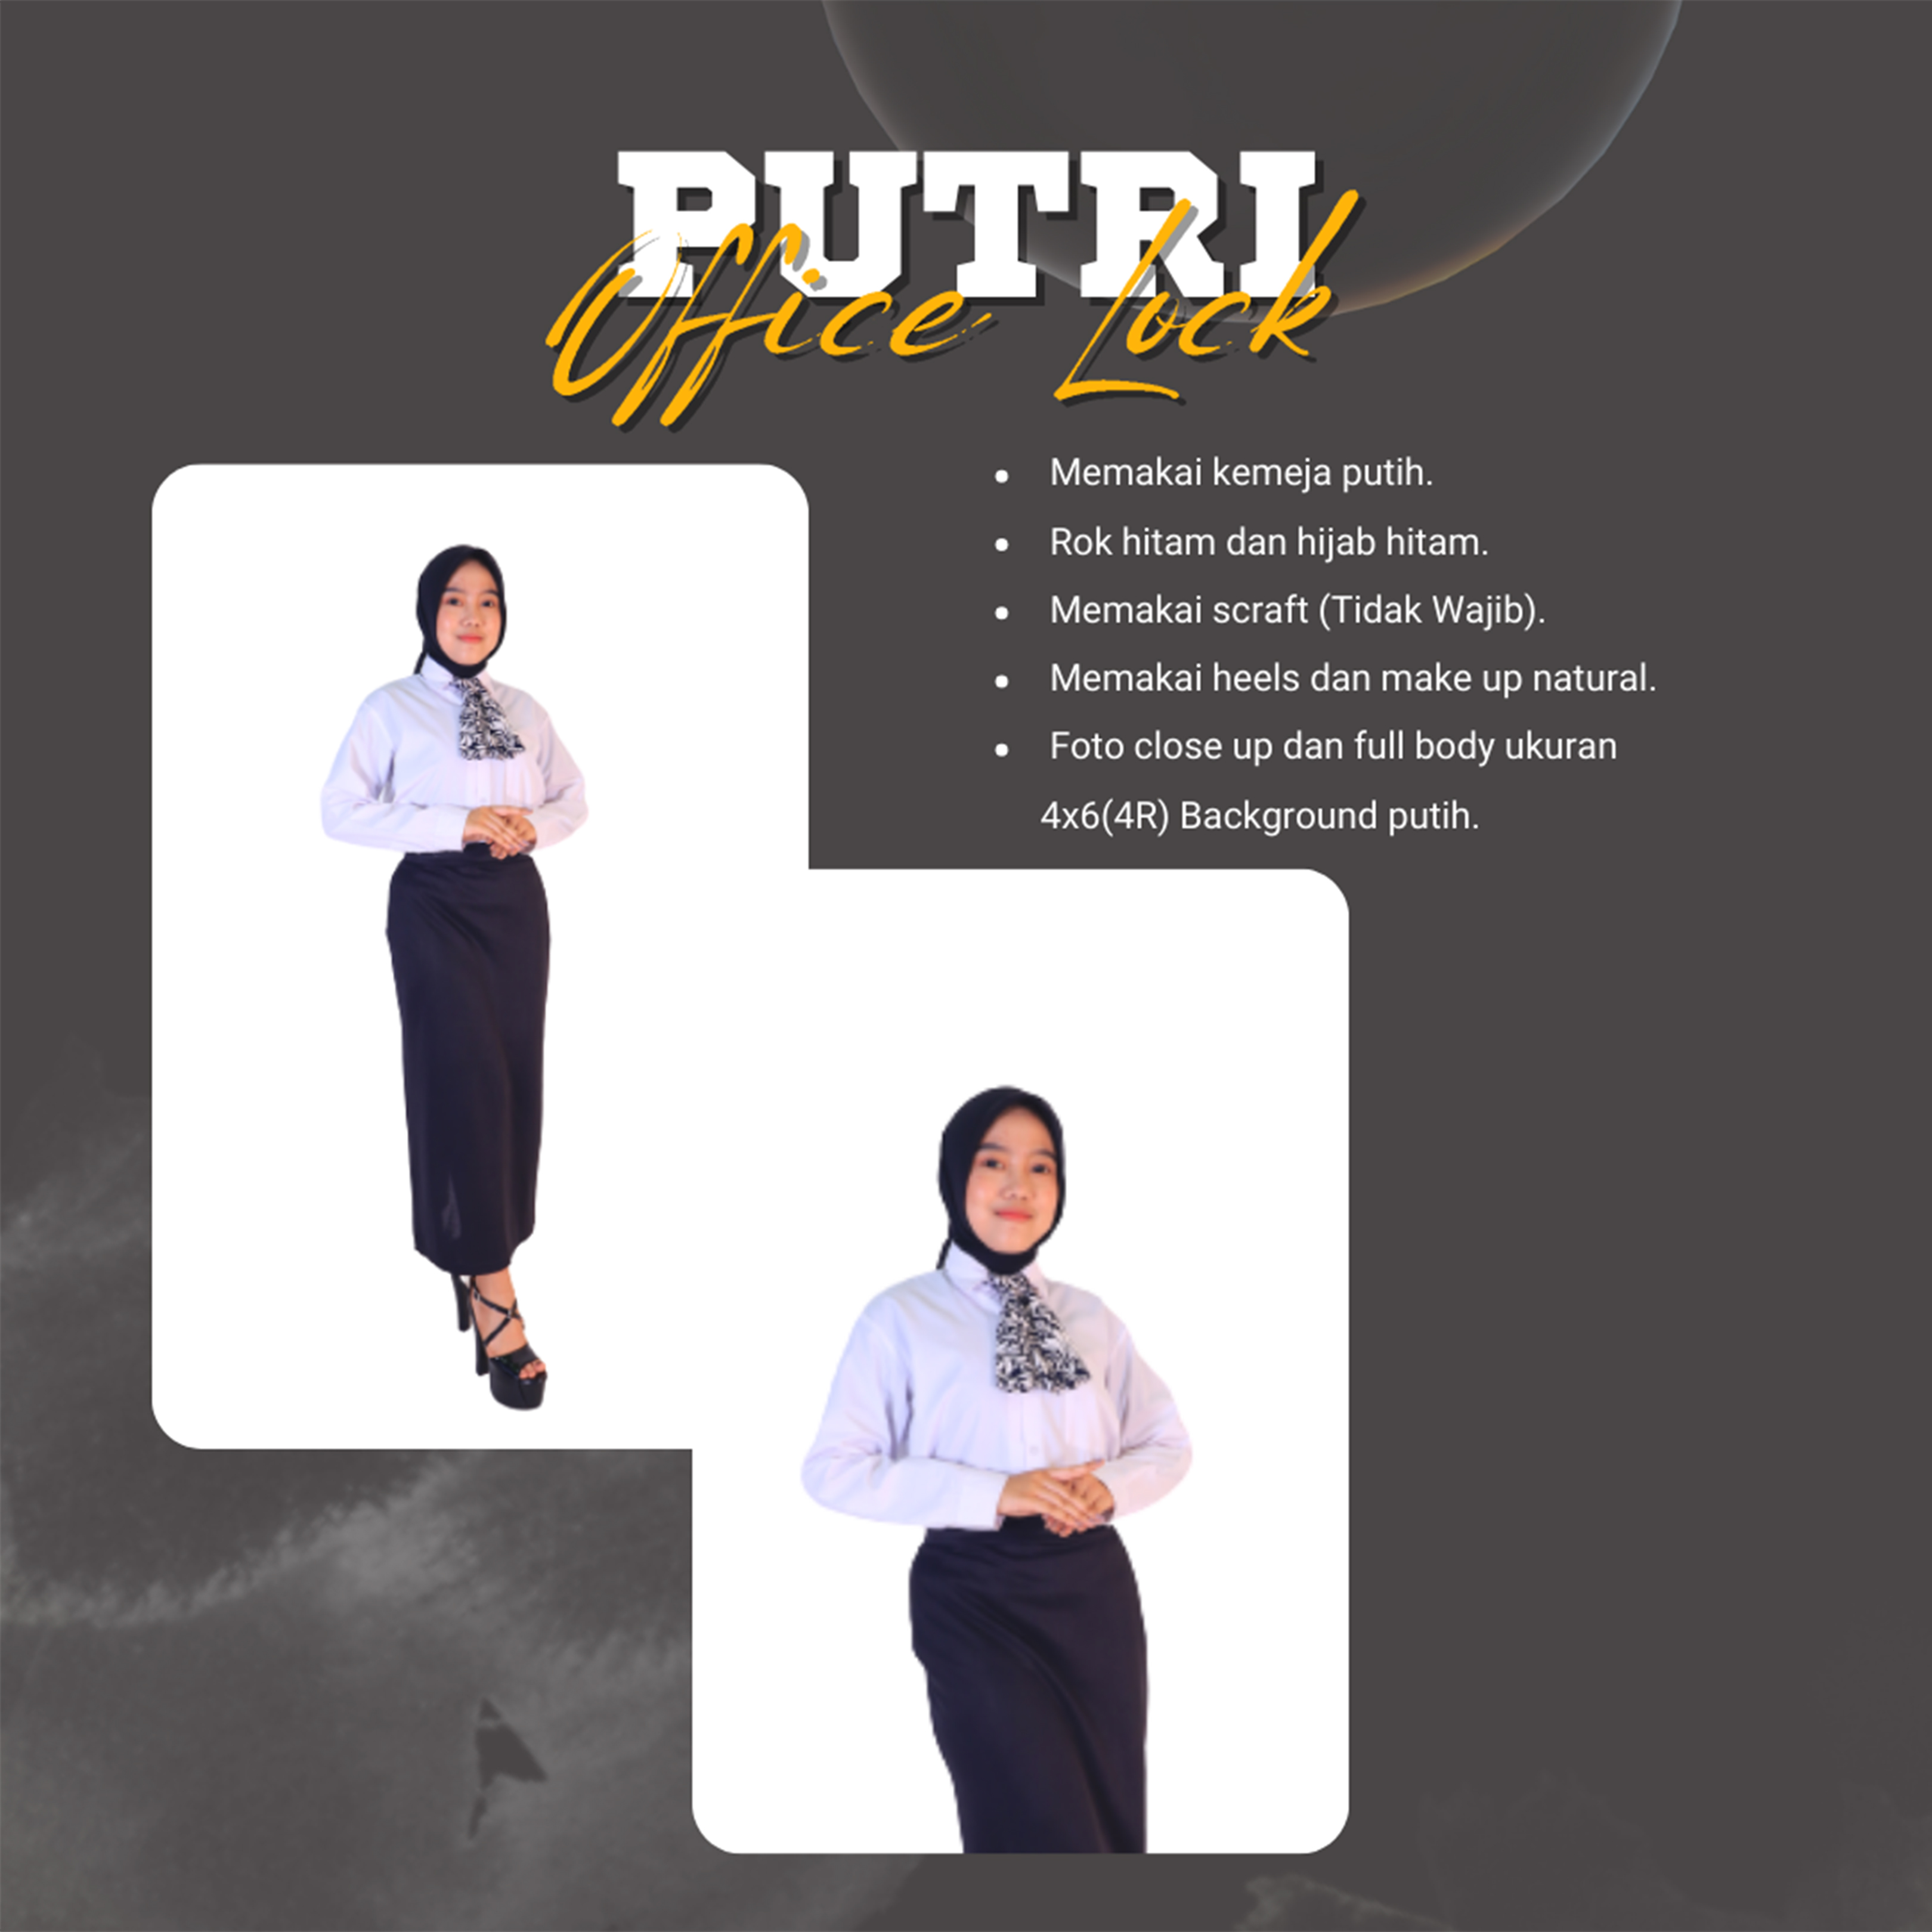 PUTRI
Office Lock
• Memakai kemeja putih.
• Rok hitam dan hijab hitam.
• Memakai scraft (Tidak Wajib).
• Memakai heels dan make up natural.
• Foto close up dan full body ukuran
4x6(4R) Background putih.